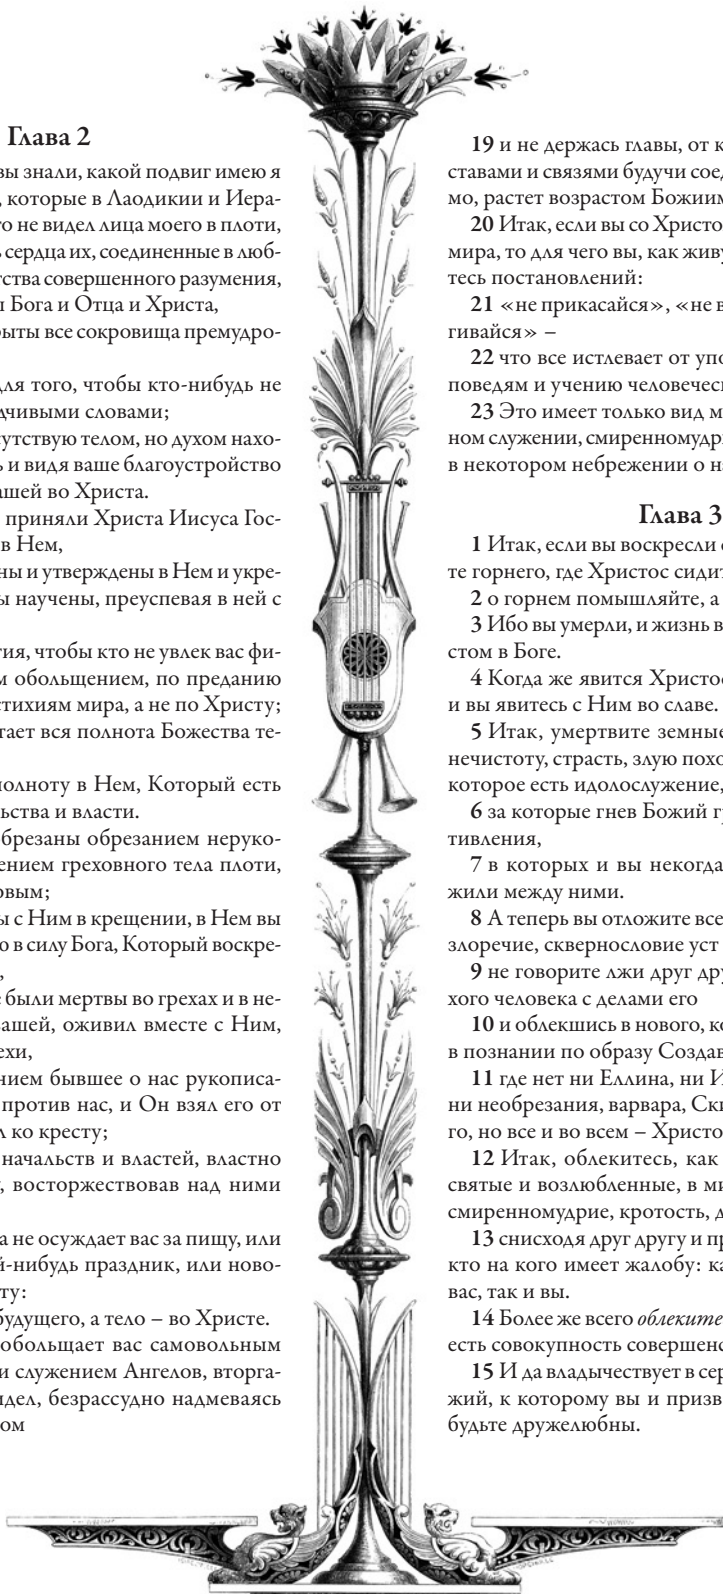 Глава 2
вы знали, какой подвиг имею я
, которые в Лаодикии и Иера-
то не видел лица моего в плоти,
сердца их, соединенные в люб-
тства совершенного разумения,
Бога и Отца и Христа,
рыты все сокровища премудро-
для того, чтобы кто-нибудь не
дчивыми словами;
сутствую телом, но духом нахо-
ь и видя ваше благоустройство
ашей во Христа.
приняли Христа Иисуса Гос-
в Нем,
ны и утверждены в Нем и укре-
ы научены, преуспевая в ней с
тия, чтобы кто не увлек вас фи-
м обольщением, по преданию
стихиям мира, а не по Христу;
тает вся полнота Божества те-
полноту в Нем, Который есть
льства и власти.
обрезаны обрезанием неруко-
ением греховного тела плоти,
овым;
ы с Ним в крещении, в Нем вы
ю в силу Бога, Который воскре-
,
е были мертвы во грехах и в не-
вашей, оживил вместе с Ним,
ехи,
нием бывшее о нас рукописа-
против нас, и Он взял его от
л ко кресту;
начальств и властей, властно
, восторжествовав над ними
а не осуждает вас за пищу, или
й-нибудь праздник, или ново-
ту:
будущего, а тело – во Христе.
обольщает вас самовольным
и служением Ангелов, вторга-
идел, безрассудно надмеваясь
ом
19 и не держась главы, от к
ставами и связями будучи соед
мо, растет возрастом Божиим
20 Итак, если вы со Христо
мира, то для чего вы, как живу
тесь постановлений:
21 «не прикасайся», «не в
гивайся» –
22 что все истлевает от упо
поведям и учению человечес
23 Это имеет только вид м
ном служении, смиренномудри
в некотором небрежении о н
Глава 3
1 Итак, если вы воскресли с
те горнего, где Христос сидит
2 о горнем помышляйте, а
3 Ибо вы умерли, и жизнь в
стом в Боге.
4 Когда же явится Христос
и вы явитесь с Ним во славе.
5 Итак, умертвите земные
нечистоту, страсть, злую похо
которое есть идолослужение,
6 за которые гнев Божий г
тивления,
7 в которых и вы некогда
жили между ними.
8 А теперь вы отложите все
злоречие, сквернословие уст
9 не говорите лжи друг дру
хого человека с делами его
10 и облекшись в нового, ко
в познании по образу Создав
11 где нет ни Еллина, ни И
ни необрезания, варвара, Ски
го, но все и во всем – Христо
12 Итак, облекитесь, как
святые и возлюбленные, в ми
смиренномудрие, кротость, д
13 снисходя друг другу и пр
кто на кого имеет жалобу: ка
вас, так и вы.
14 Более же всего облеките
есть совокупность совершенс
15 И да владычествует в сер
жий, к которому вы и призв
будьте дружелюбны.